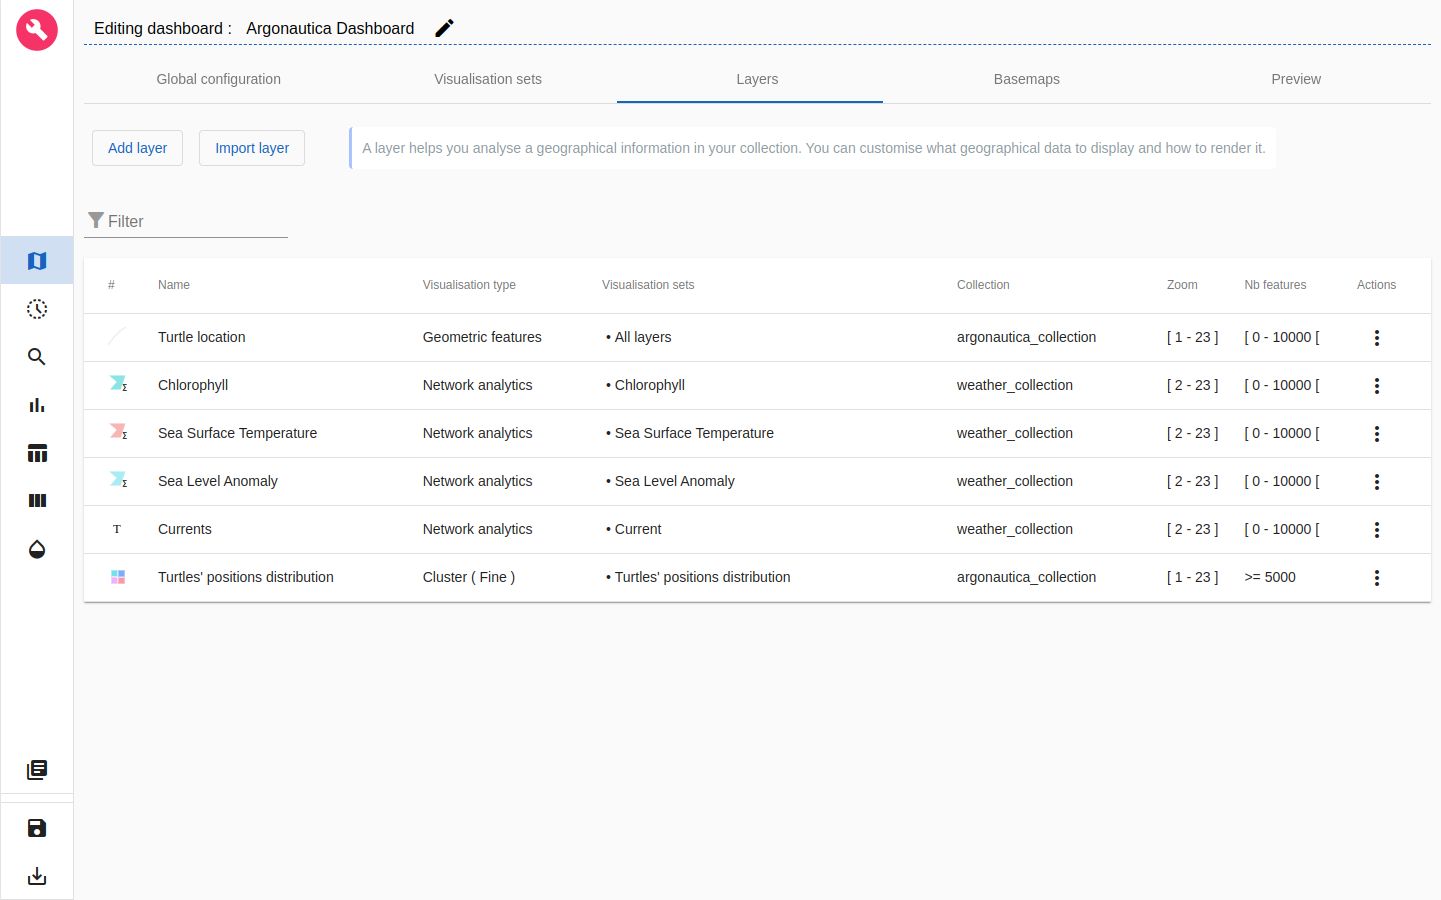 Editing dashboard : Argonautica Dashboard
Global configuration Visualisation sets Layers Basemaps Preview
Add layer Import layer A layer helps you analyse a geographical information in your collection. You can customise what geographical data to display and how to render it.
Filter
# Name Visualisation type Visualisation sets Collection Zoom Nb features Actions
Turtle location Geometric features • All layers argonautica_collection [ 1 - 23 ] [ 0 - 10000 [
Σ Chlorophyll Network analytics • Chlorophyll weather_collection [ 2 - 23 ] [ 0 - 10000 [
Σ Sea Surface Temperature Network analytics • Sea Surface Temperature weather_collection [ 2 - 23 ] [ 0 - 10000 [
Σ Sea Level Anomaly Network analytics • Sea Level Anomaly weather_collection [ 2 - 23 ] [ 0 - 10000 [
T Currents Network analytics • Current weather_collection [ 2 - 23 ] [ 0 - 10000 [
Turtles' positions distribution Cluster ( Fine ) • Turtles' positions distribution argonautica_collection [ 1 - 23 ] >= 5000